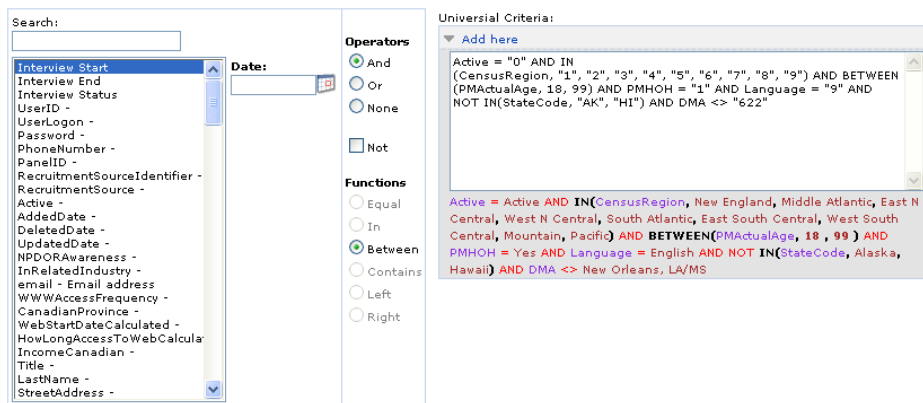 Search:
Interview Start
Interview End
Interview Status
UserID -
UserLogon -
Password -
PhoneNumber -
PanelID -
RecruitmentSourceIdentifier -
RecruitmentSource -
Active -
AddedDate -
DeletedDate -
UpdatedDate -
NPDORAwareness -
InRelatedIndustry -
email - Email address
WWWAccessFrequency -
CanadianProvince -
WebStartDateCalculated -
HowLongAccessToWebCalcula
IncomeCanadian -
Title -
LastName -
StreetAddress -
Date:
Operators
And
Or
None
Not
Functions
Equal
In
Between
Contains
Left
Right
Universial Criteria:
Add here
Active = "0" AND IN
(CensusRegion, "1", "2", "3", "4", "5", "6", "7", "8", "9") AND BETWEEN
(PMActualAge, 18, 99) AND PMHOH = "1" AND Language = "9" AND
NOT IN(StateCode, "AK", "HI") AND DMA <> "622"
Active = Active AND IN(CensusRegion, New England, Middle Atlantic, East N
Central, West N Central, South Atlantic, East South Central, West South
Central, Mountain, Pacific) AND BETWEEN(PMActualAge, 18 , 99 ) AND
PMHOH = Yes AND Language = English AND NOT IN(StateCode, Alaska,
Hawaii) AND DMA <> New Orleans, LA/MS